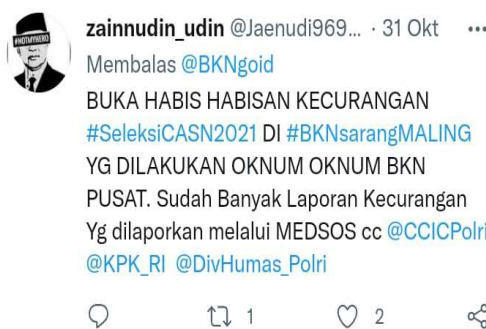 #NOTMYHERO
zainnudin_udin @Jaenudi969... · 31 Okt
Membalas @BKNgoid
BUKA HABIS HABISAN KECURANGAN
#SeleksiCASN2021 DI #BKNsarangMALING
YG DILAKUKAN OKNUM OKNUM BKN
PUSAT. Sudah Banyak Laporan Kecurangan
Yg dilaporkan melalui MEDSOS cc @CCICPolri
@KPK_RI @DivHumas_Polri
1 2